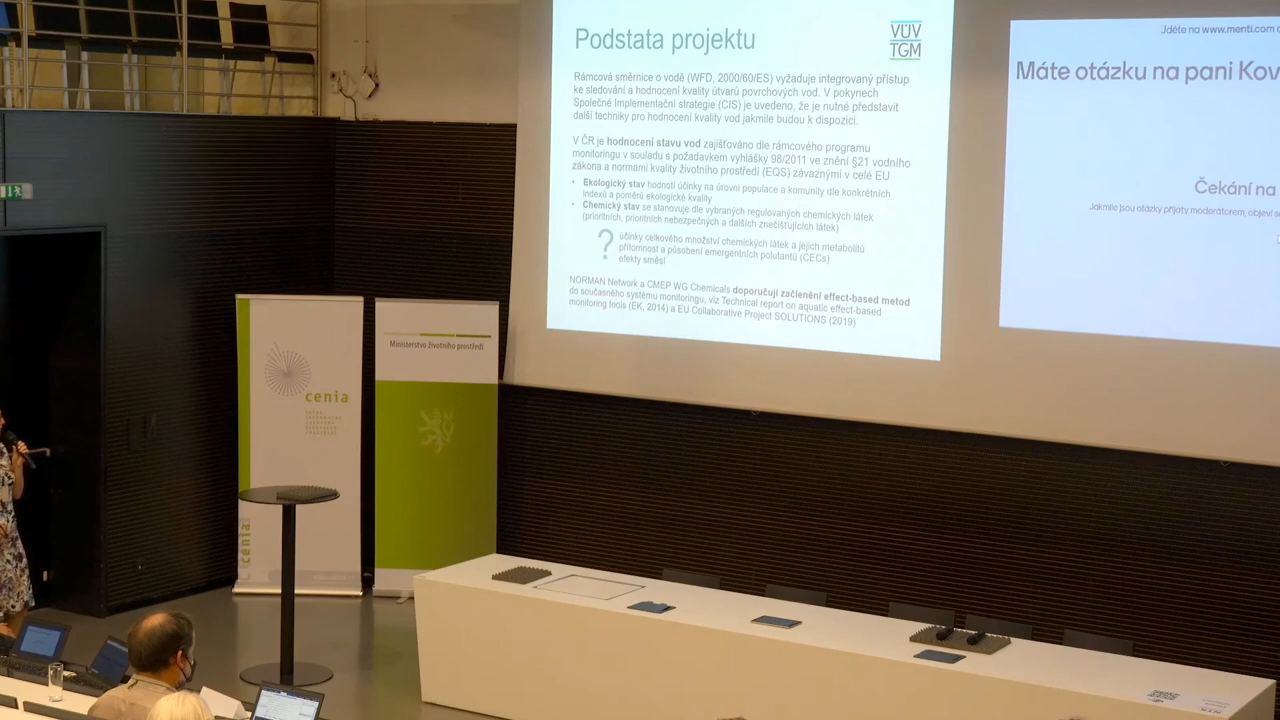 Podstata projektu
VÚV
TGM
Rámcová směrnice o vodě (WFD, 2000/60/ES) vyžaduje integrovaný přístup
ke sledování a hodnocení kvality útvarů povrchových vod. V pokynech
Společné Implementační strategie (CIS) je uvedeno, že je nutné představit
další techniky pro hodnocení kvality vod jakmile budou k dispozici.
V ČR je hodnocení stavu vod zajišťováno dle rámcového programu
monitoringu v souladu s požadavkem vyhlášky 98/2011 ve znění §21 vodního
zákona a normami kvality životního prostředí (EQS) závaznými v celé EU
• Ekologický stav hodnotí účinky na úrovni populace a komunity dle konkrétních
indexů a poměrů ekologické kvality
• Chemický stav se stanovuje dle vybraných regulovaných chemických látek
(prioritních, prioritních nebezpečných a dalších znečišťujících látek)
? účinky celkového množství chemických látek a jejich metabolitů
přítomnost a působení emergentních polutantů (CECs)
efekty směsí
NORMAN Network a CMEP WG Chemicals doporučují začlenění effect-based metod
do současného systému monitoringu, viz Technical report on aquatic effect-based
monitoring tools (EK, 2014) a EU Collaborative Project SOLUTIONS (2019)
Jděte na www.menti.com
Máte otázku na pani Kov
Čekání na
Jakmile jsou otázky přijaty moderátorem, objeví s
cenia
Ministerstvo životního prostředí
cenia